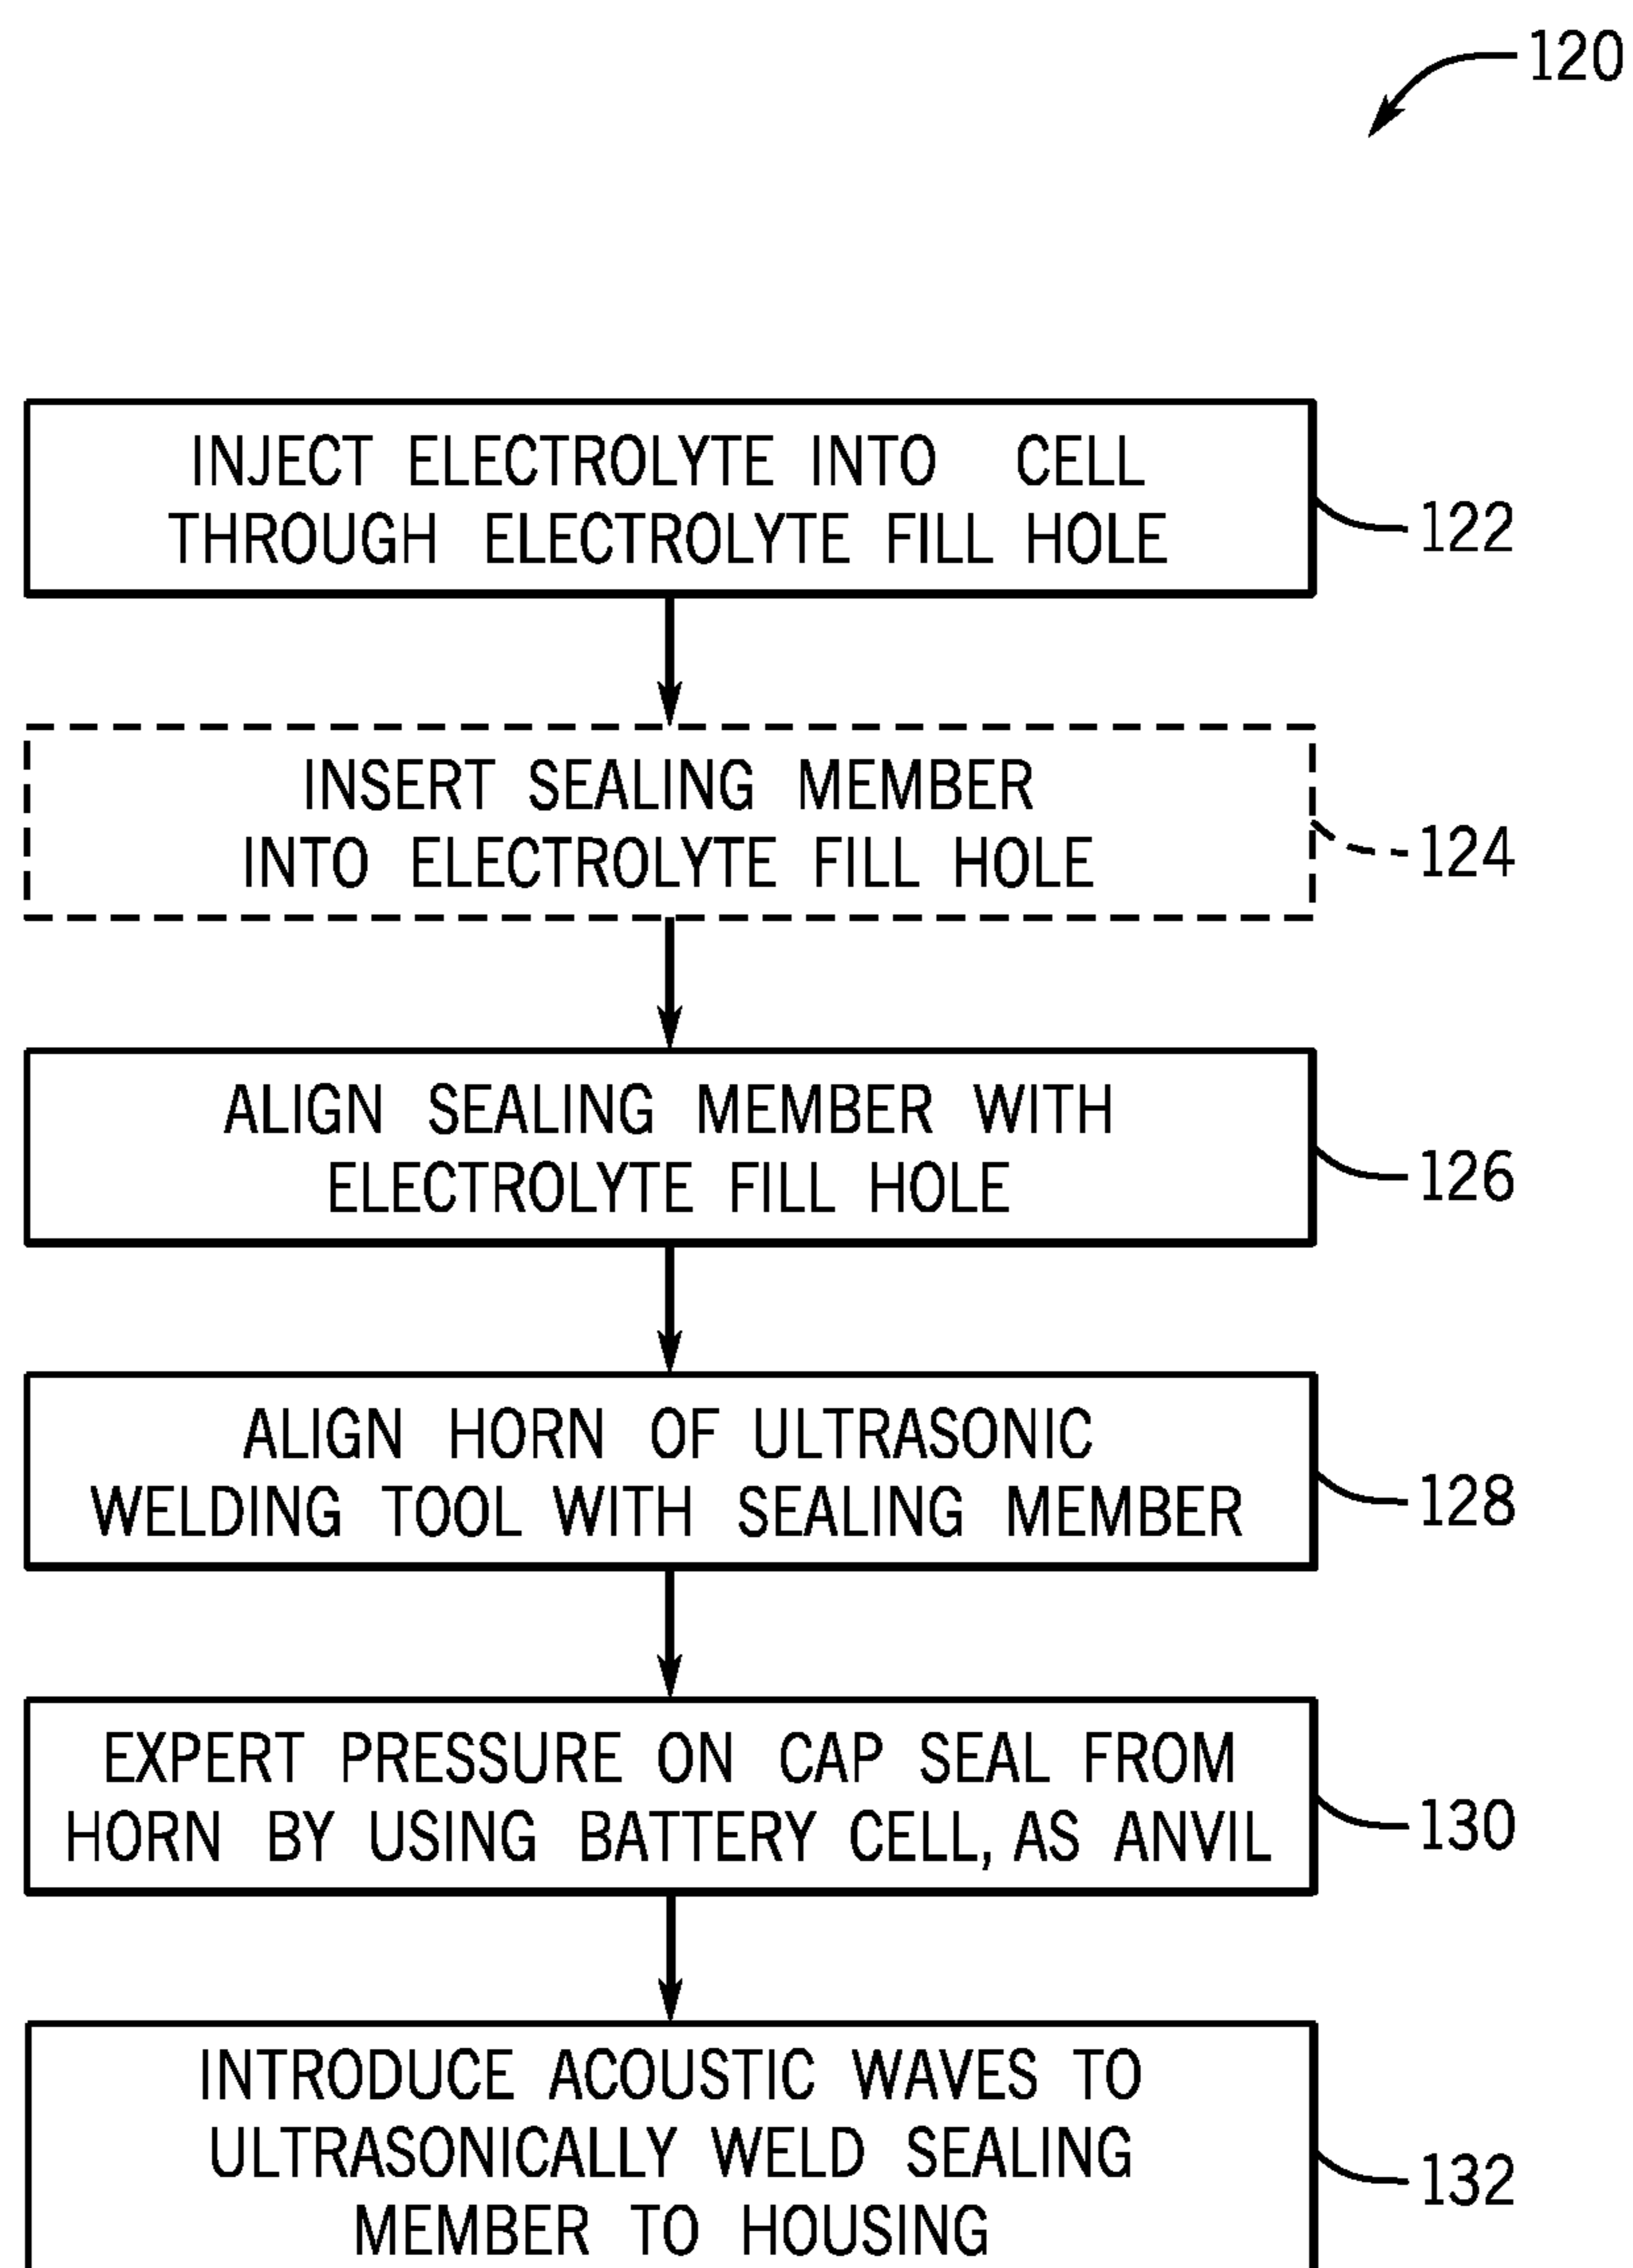 120
INJECT ELECTROLYTE INTO CELL
THROUGH ELECTROLYTE FILL HOLE
122
INSERT SEALING MEMBER
INTO ELECTROLYTE FILL HOLE
124
ALIGN SEALING MEMBER WITH
ELECTROLYTE FILL HOLE
126
ALIGN HORN OF ULTRASONIC
WELDING TOOL WITH SEALING MEMBER
128
EXPERT PRESSURE ON CAP SEAL FROM
HORN BY USING BATTERY CELL, AS ANVIL
130
INTRODUCE ACOUSTIC WAVES TO
ULTRASONICALLY WELD SEALING
MEMBER TO HOUSING
132